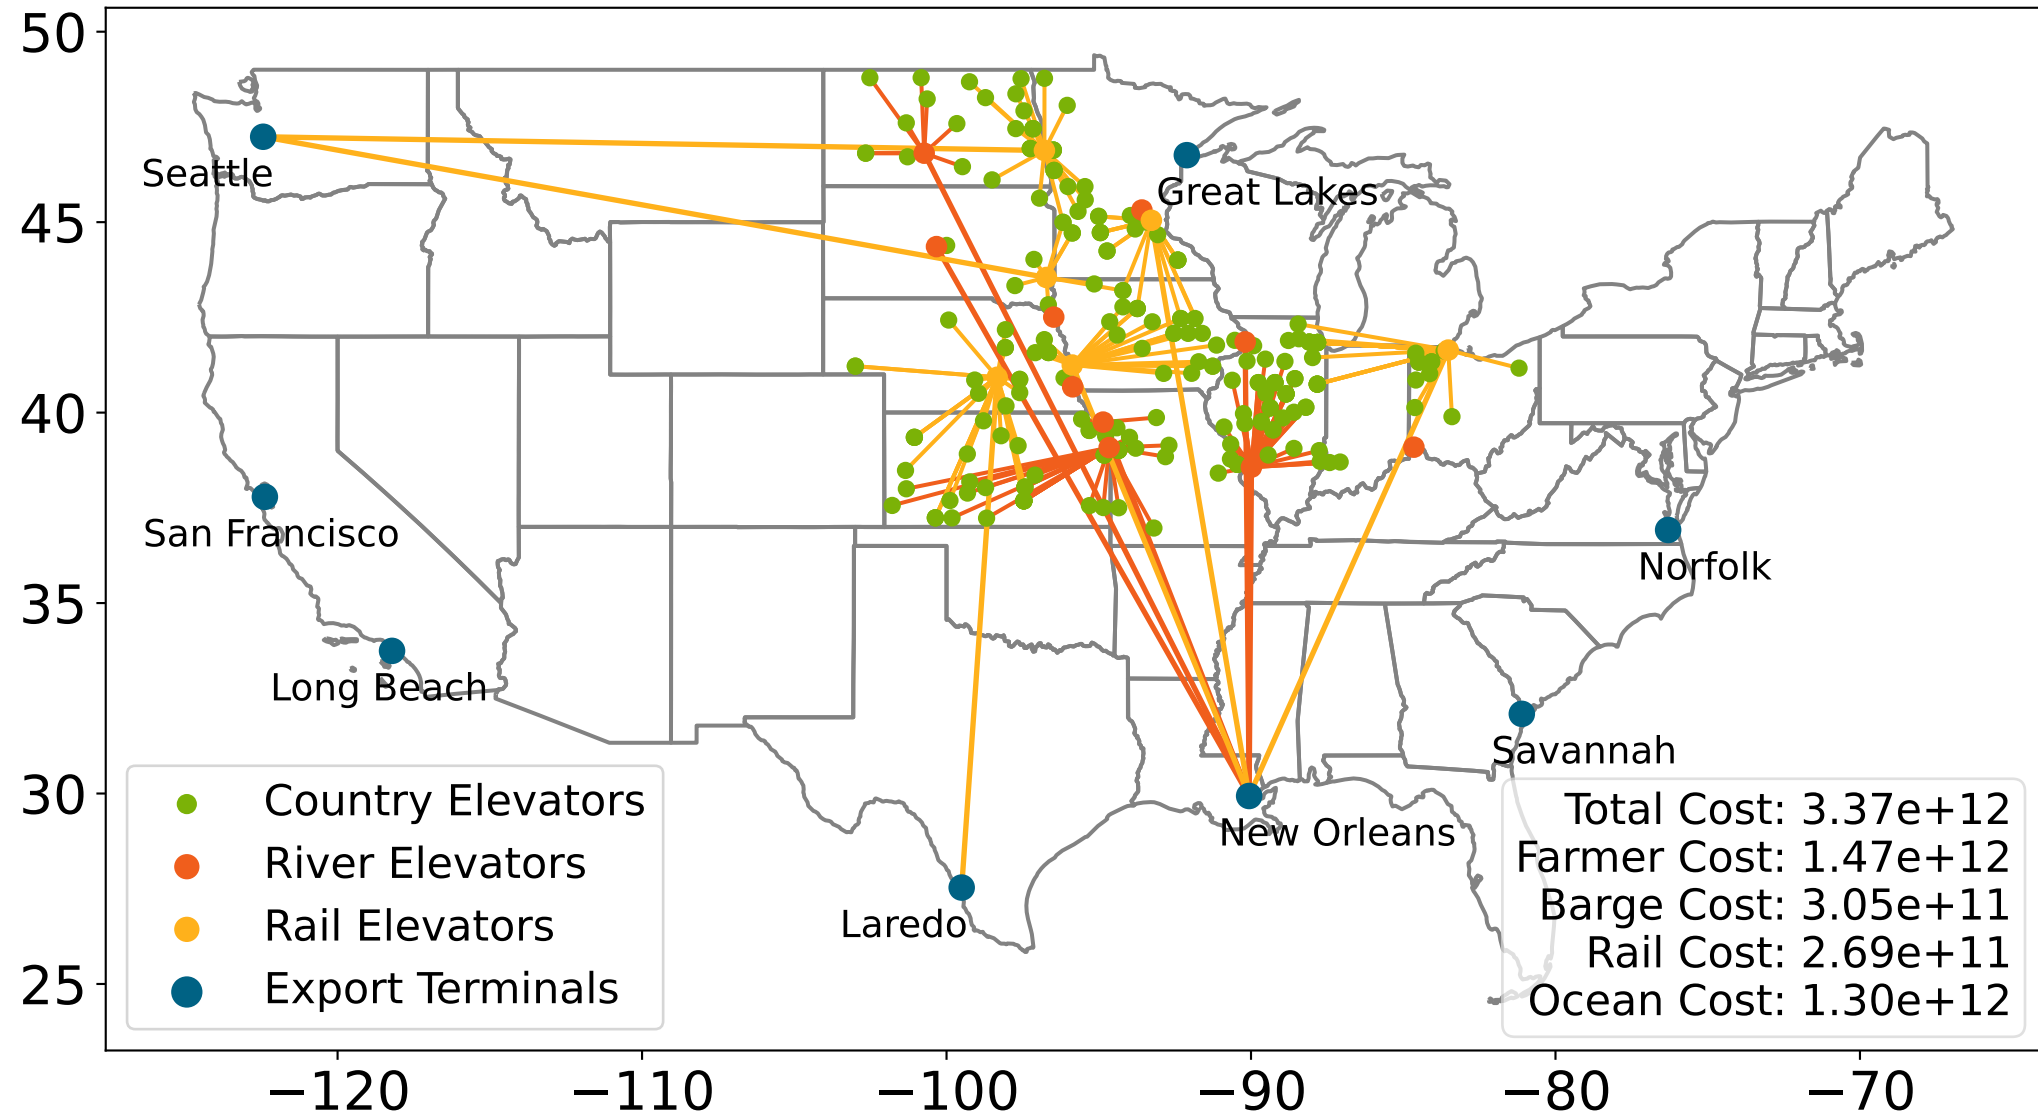 50
45
40
35
30
25
−120
−110
−100
−90
−80
−70
Seattle
Great Lakes
San Francisco
Long Beach
Norfolk
Savannah
New Orleans
Laredo
Country Elevators
River Elevators
Rail Elevators
Export Terminals
Total Cost: 3.37e+12
Farmer Cost: 1.47e+12
Barge Cost: 3.05e+11
Rail Cost: 2.69e+11
Ocean Cost: 1.30e+12